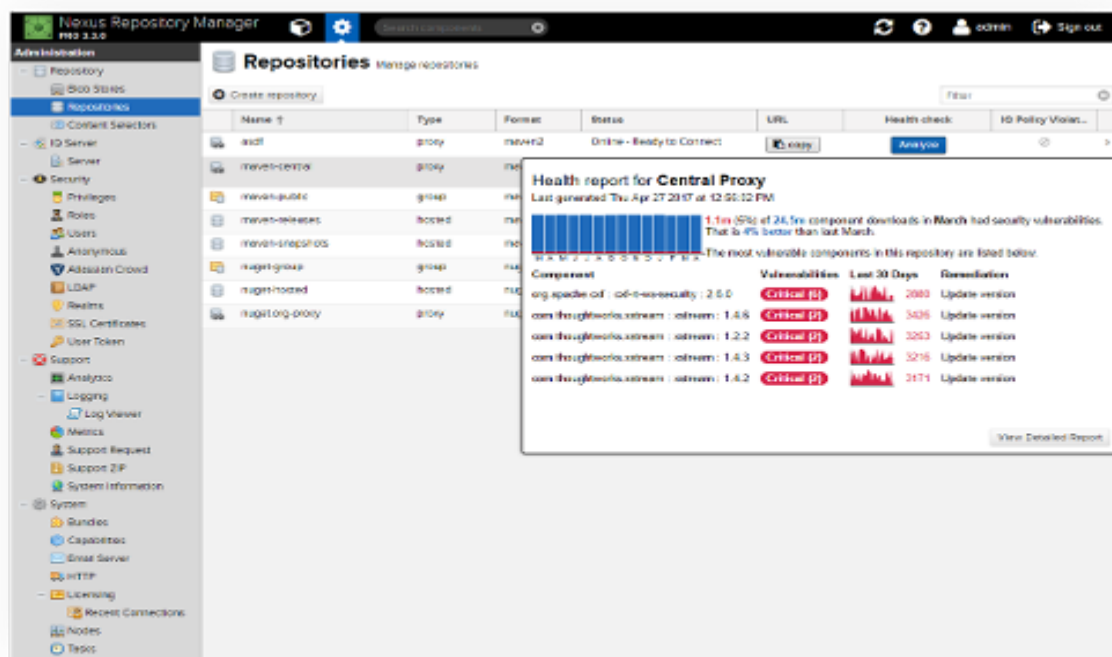 Nexus Repository Manager
PRO 3.3.0
Search components
admin
Sign out
Administration
Repository
Blob Stores
Repositories
Content Selectors
IQ Server
Server
Security
Privileges
Roles
Users
Anonymous
Atlassian Crowd
LDAP
Realms
SSL Certificates
User Token
Support
Analytics
Logging
Log Viewer
Metrics
Support Request
Support ZIP
System Information
System
Bundles
Capabilities
Email Server
HTTP
Licensing
Recent Connections
Nodes
Tasks
Repositories Manage repositories
Create repository
Filter
Name ↑ Type Format Status URL Health check IQ Policy Violat...
asdf proxy maven2 Online - Ready to Connect copy Analyze
maven-central proxy
maven-public group
maven-releases hosted
maven-snapshots hosted
nuget-group group
nuget-hosted hosted
nuget.org-proxy proxy
Health report for Central Proxy
Last generated Thu Apr 27 2017 at 12:56:02 PM
1.1m (5%) of 24.5m component downloads in March had security vulnerabilities.
That is 4% better than last March.
M A M J J A S O N D J F M A
The most vulnerable components in this repository are listed below.
Component Vulnerabilities Last 30 Days Remediation
org.apache.cxf : cxf-rt-ws-security : 2.6.0 Critical (6) 2880 Update version
com.thoughtworks.xstream : xstream : 1.4.6 Critical (2) 3426 Update version
com.thoughtworks.xstream : xstream : 1.2.2 Critical (2) 3263 Update version
com.thoughtworks.xstream : xstream : 1.4.3 Critical (2) 3216 Update version
com.thoughtworks.xstream : xstream : 1.4.2 Critical (2) 3171 Update version
View Detailed Report